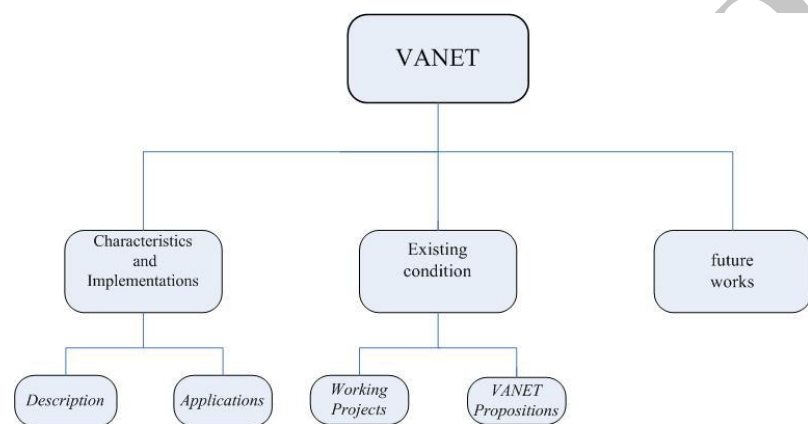 VANET
Characteristics
and
Implementations
Existing
condition
future
works
Description
Applications
Working
Projects
VANET
Propositions